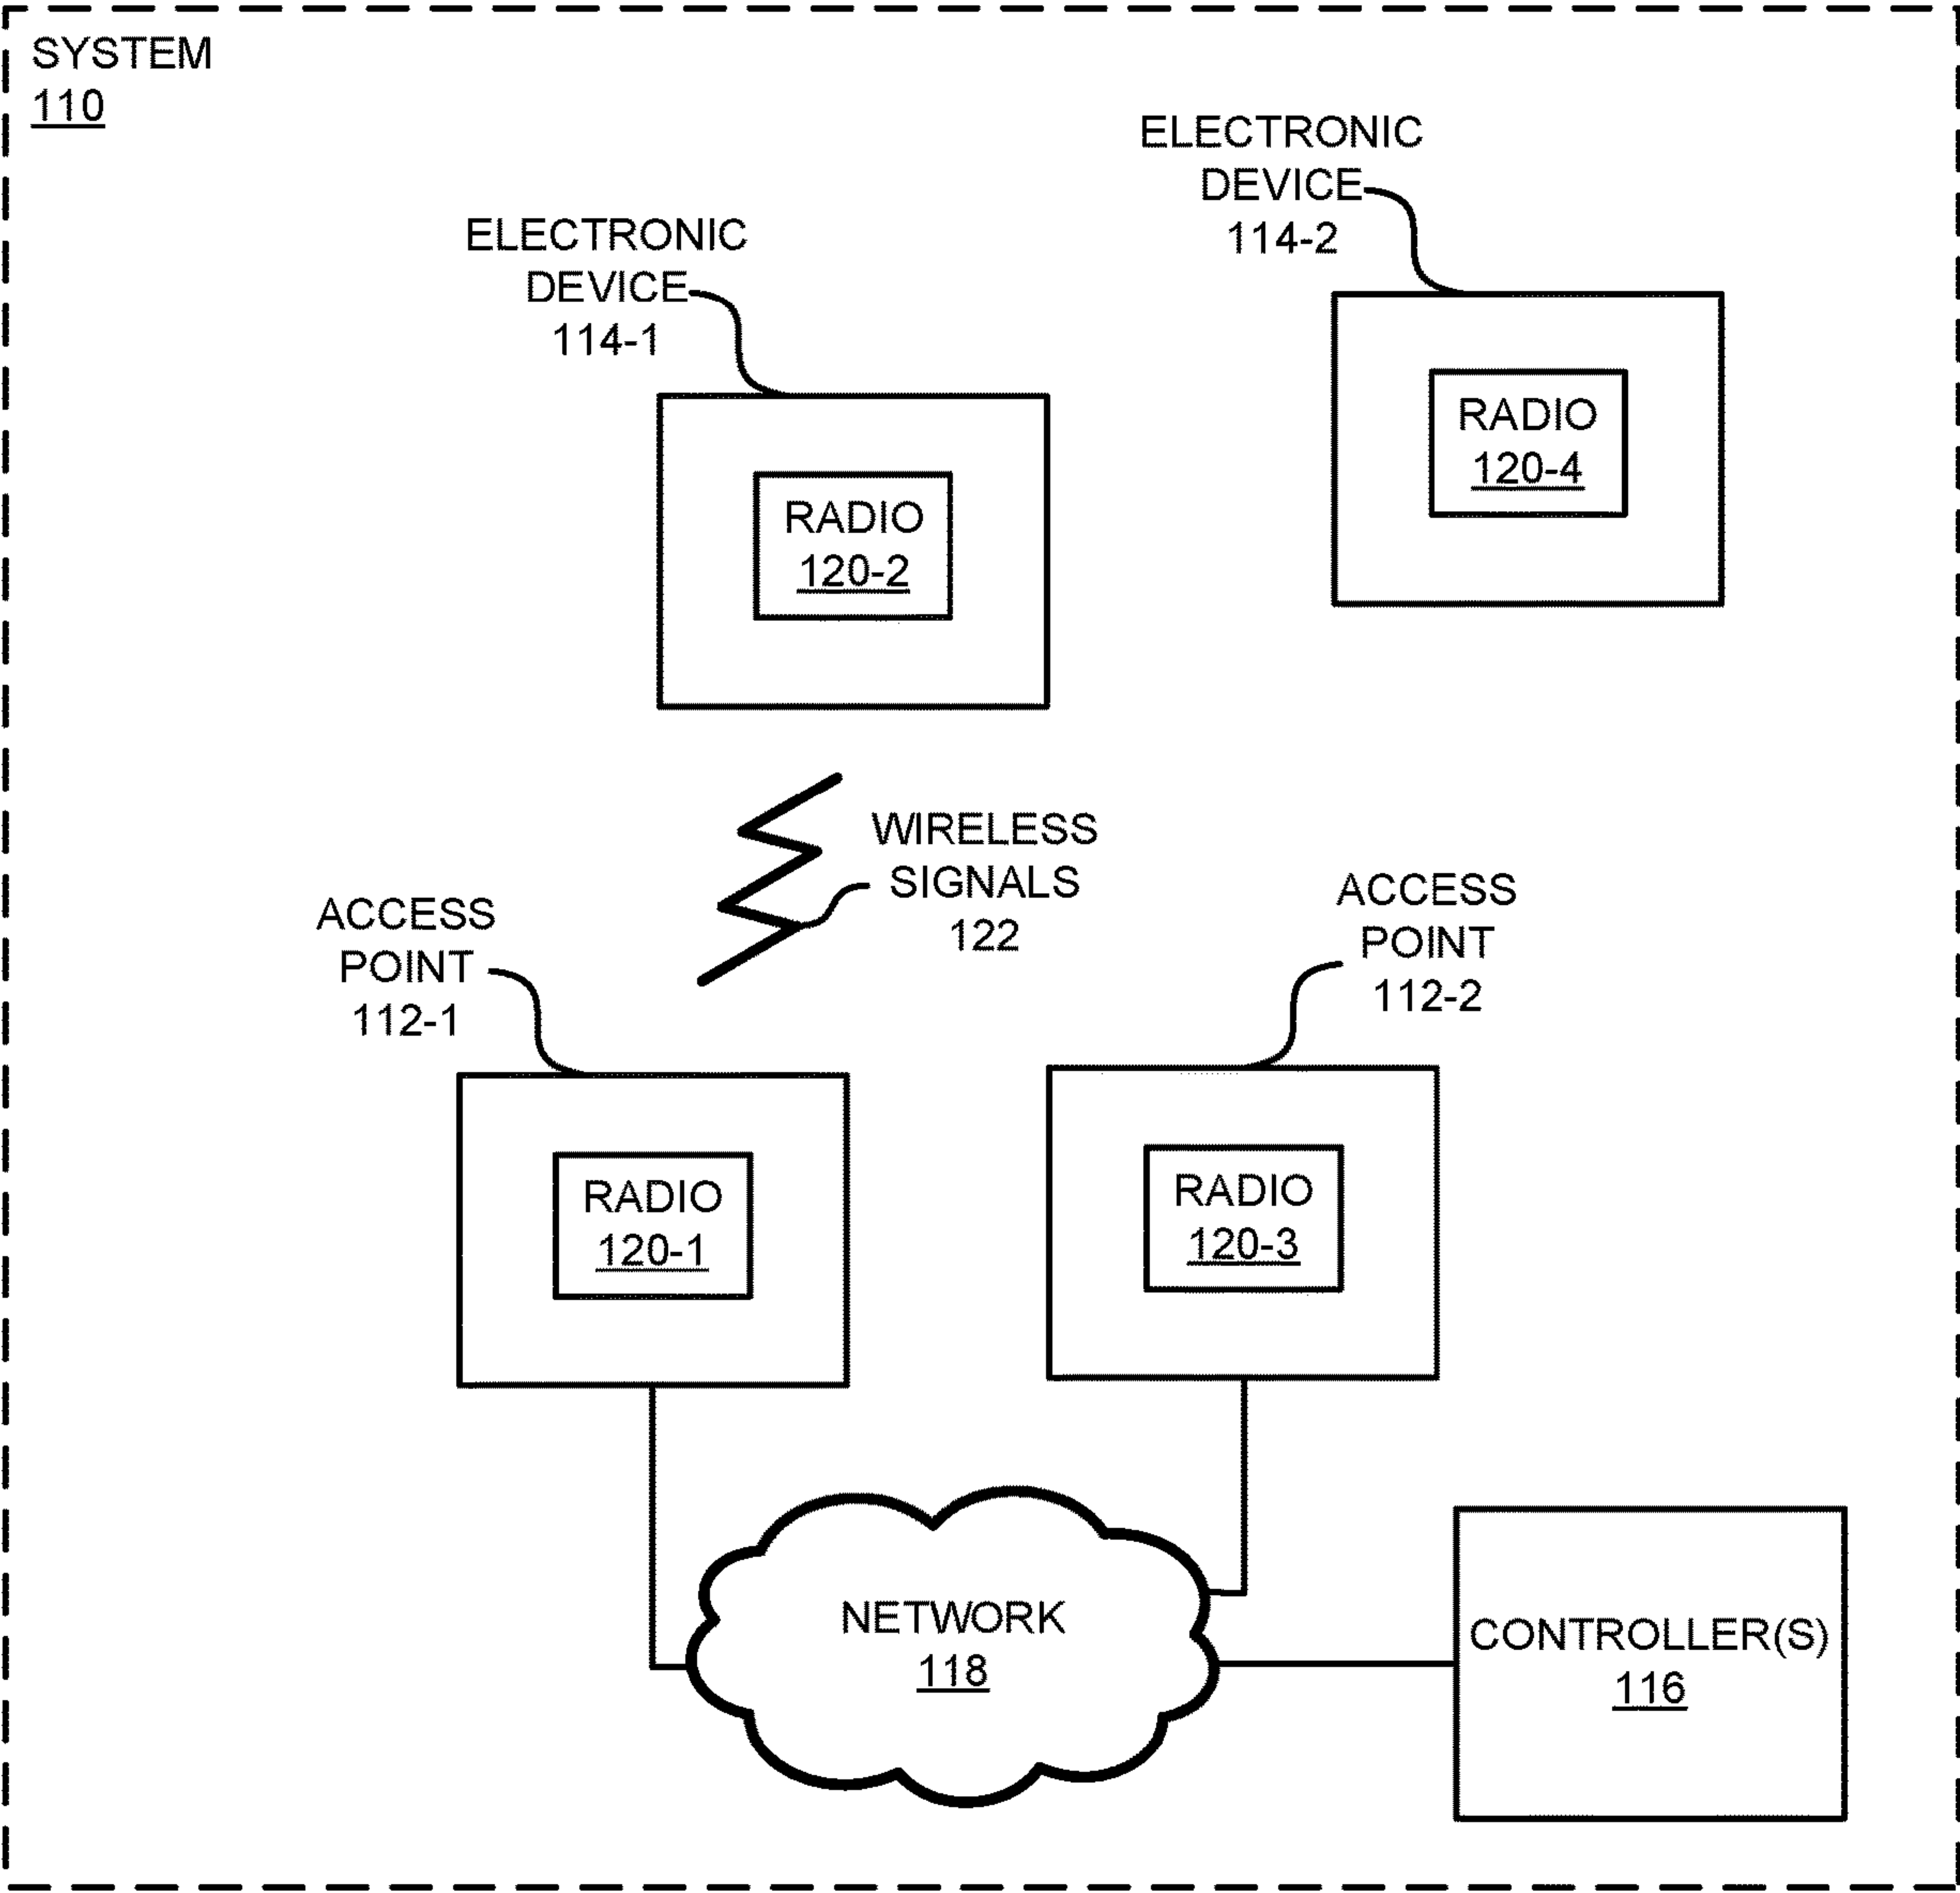 SYSTEM
110
ELECTRONIC
DEVICE
114-2
ELECTRONIC
DEVICE
114-1
RADIO
120-4
RADIO
120-2
WIRELESS
SIGNALS
122
ACCESS
POINT
112-1
ACCESS
POINT
112-2
RADIO
120-1
RADIO
120-3
NETWORK
118
CONTROLLER(S)
116